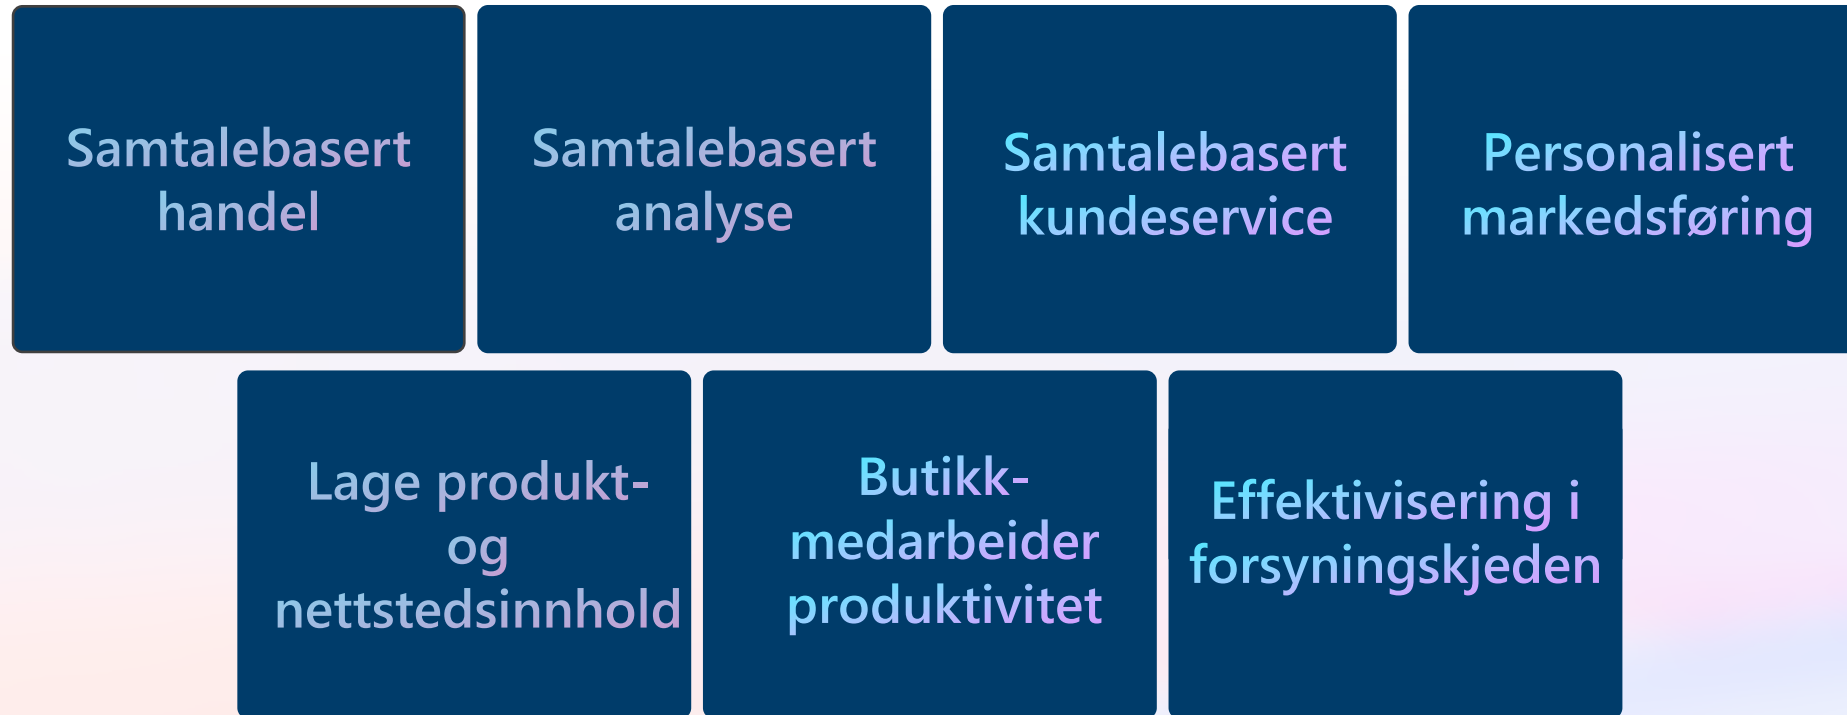 Samtalebasert
handel
Samtalebasert
analyse
Samtalebasert
kundeservice
Personalisert
markedsføring
Lage produkt-
og
nettstedsinnhold
Butikk-
medarbeider
produktivitet
Effektivisering i
forsyningskjeden